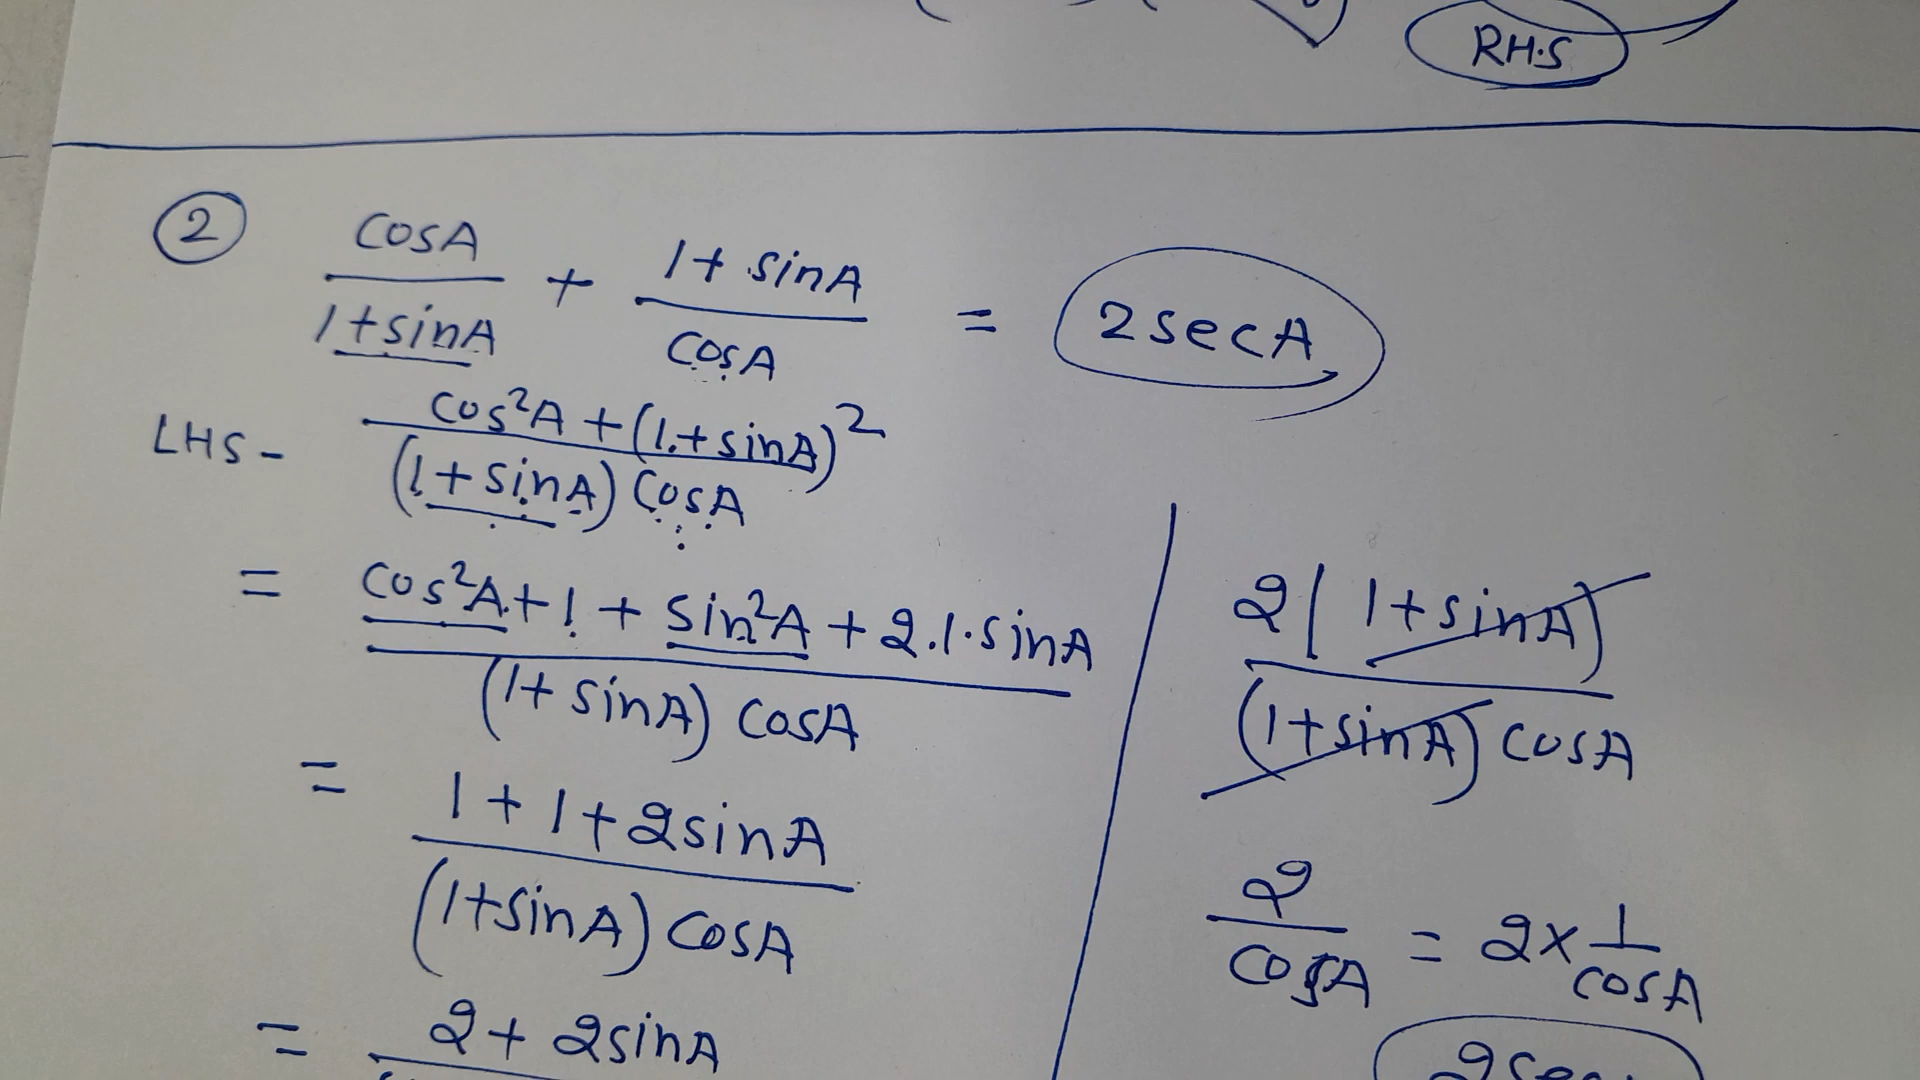 RH.S
2
cosA/1+sinA + 1+sinA/cosA = 2secA
LHS- cos²A+(1+sinA)²/(1+sinA)cosA
= cos²A+1+sin²A+2.1.sinA/(1+sinA) cosA
= 1+1+2sinA/(1+sinA) cosA
= 2+2sinA
2(1+sinA)/(1+sinA) cosA
2/cosA = 2×1/cosA